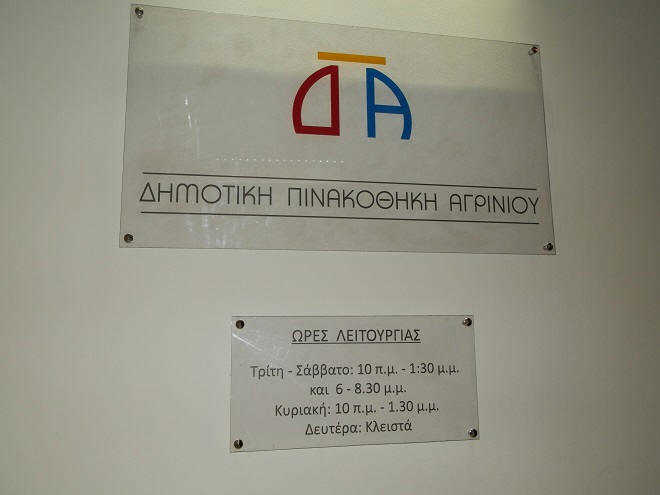 ΔΠΑ
ΔΗΜΟΤΙΚΗ ΠΙΝΑΚΟΘΗΚΗ ΑΓΡΙΝΙΟΥ
ΩΡΕΣ ΛΕΙΤΟΥΡΓΙΑΣ
Τρίτη - Σάββατο: 10 π.μ. - 1:30 μ.μ.
και 6 - 8.30 μ.μ.
Κυριακή: 10 π.μ. - 1.30 μ.μ.
Δευτέρα: Κλειστά